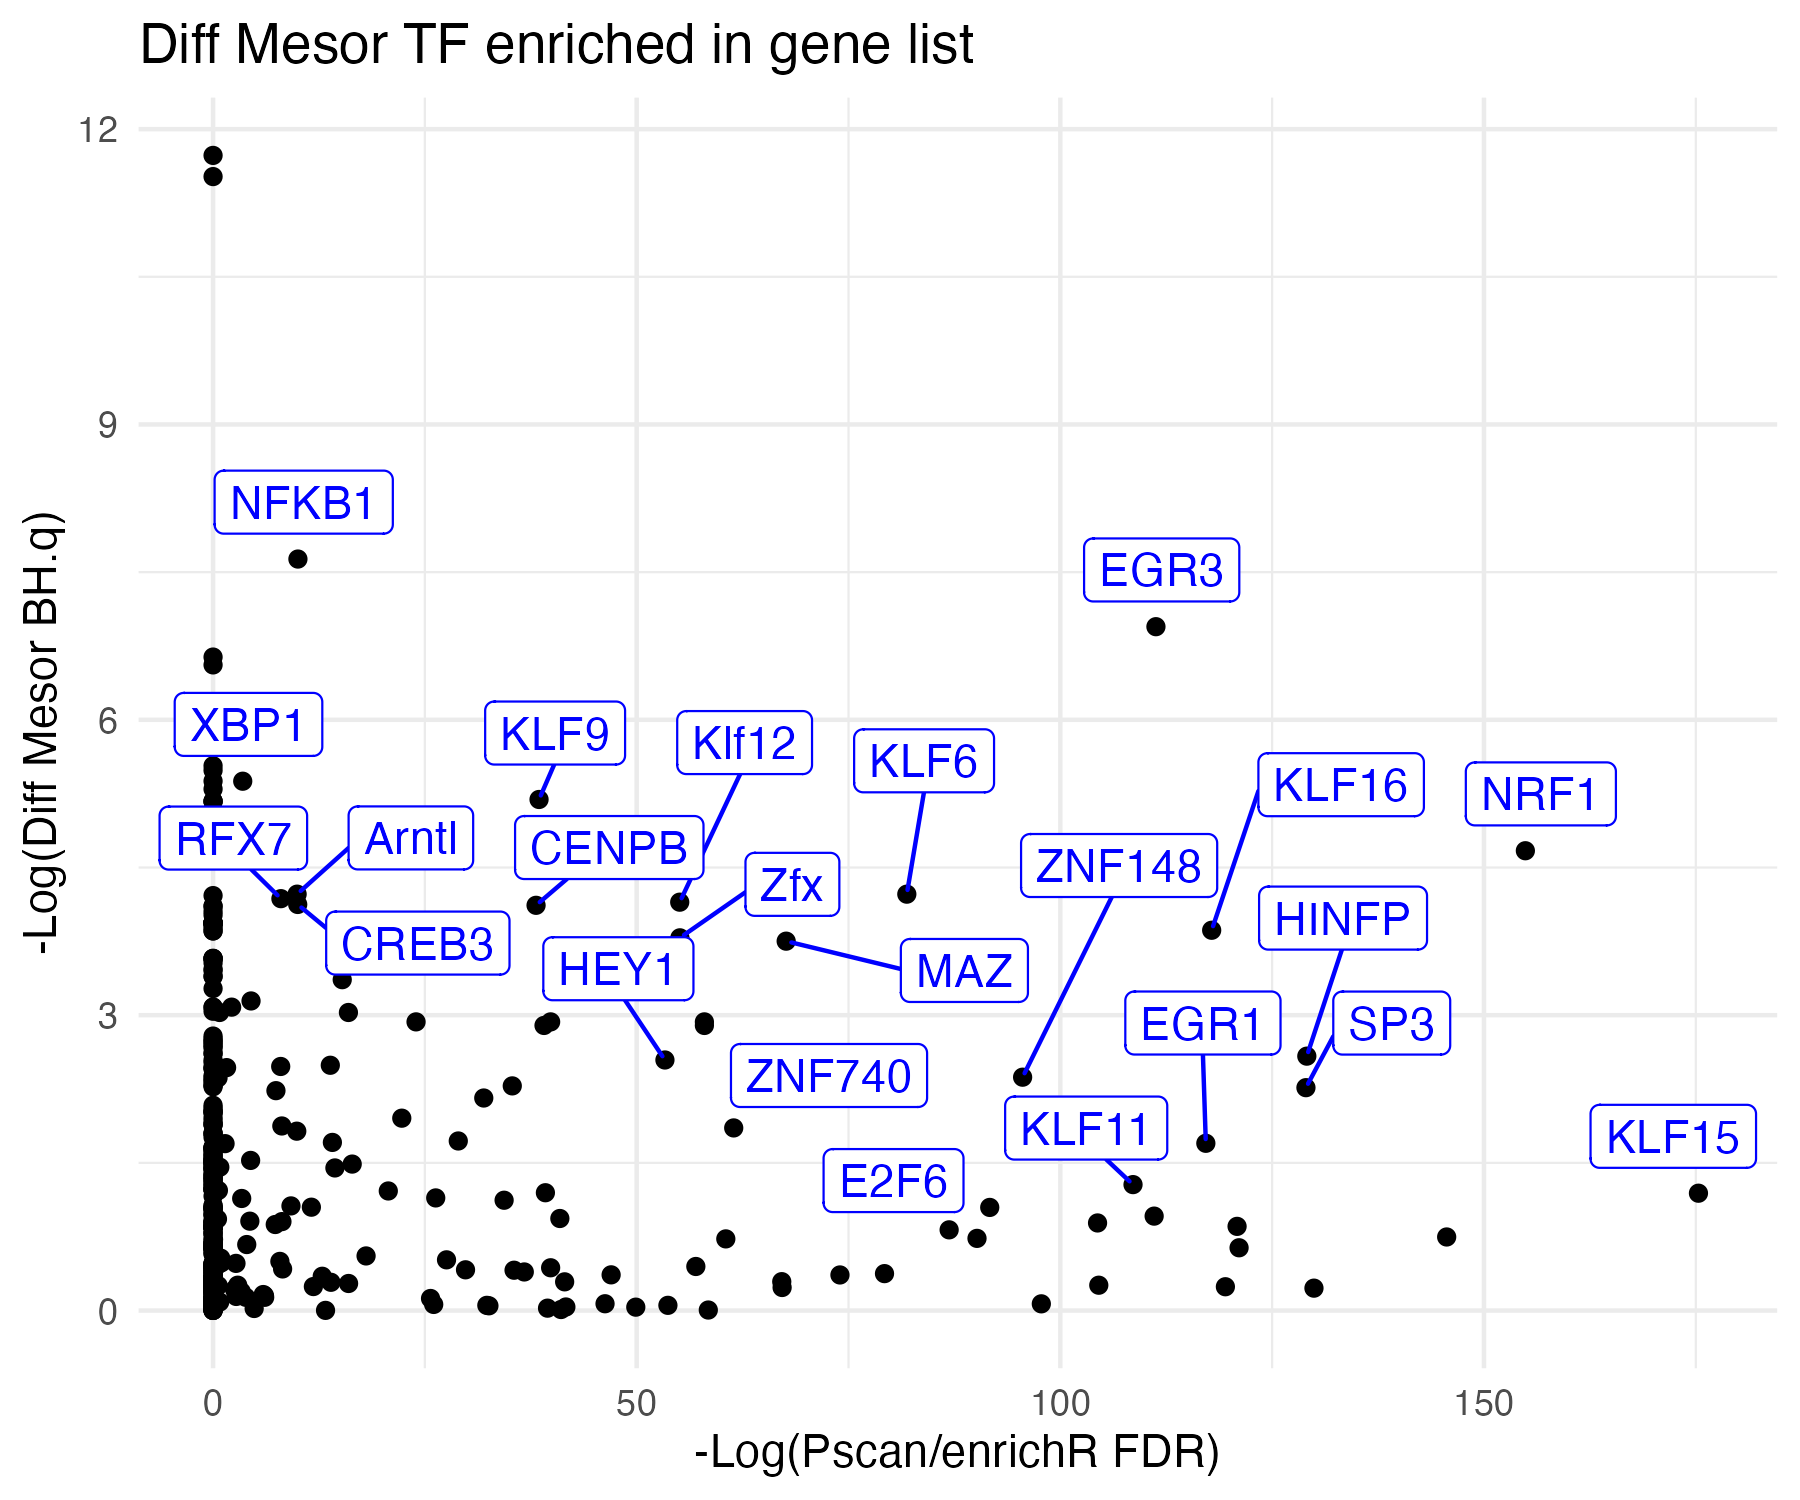 Diff Mesor TF enriched in gene list
-Log(Diff Mesor BH.q)
12
9
6
3
0
NFKB1
EGR3
XBP1
KLF9
Klf12
KLF6
KLF16
NRF1
RFX7
Arntl
CENPB
ZNF148
Zfx
HINFP
CREB3
HEY1
MAZ
EGR1
SP3
ZNF740
KLF11
KLF15
E2F6
0
50
100
150
-Log(Pscan/enrichR FDR)